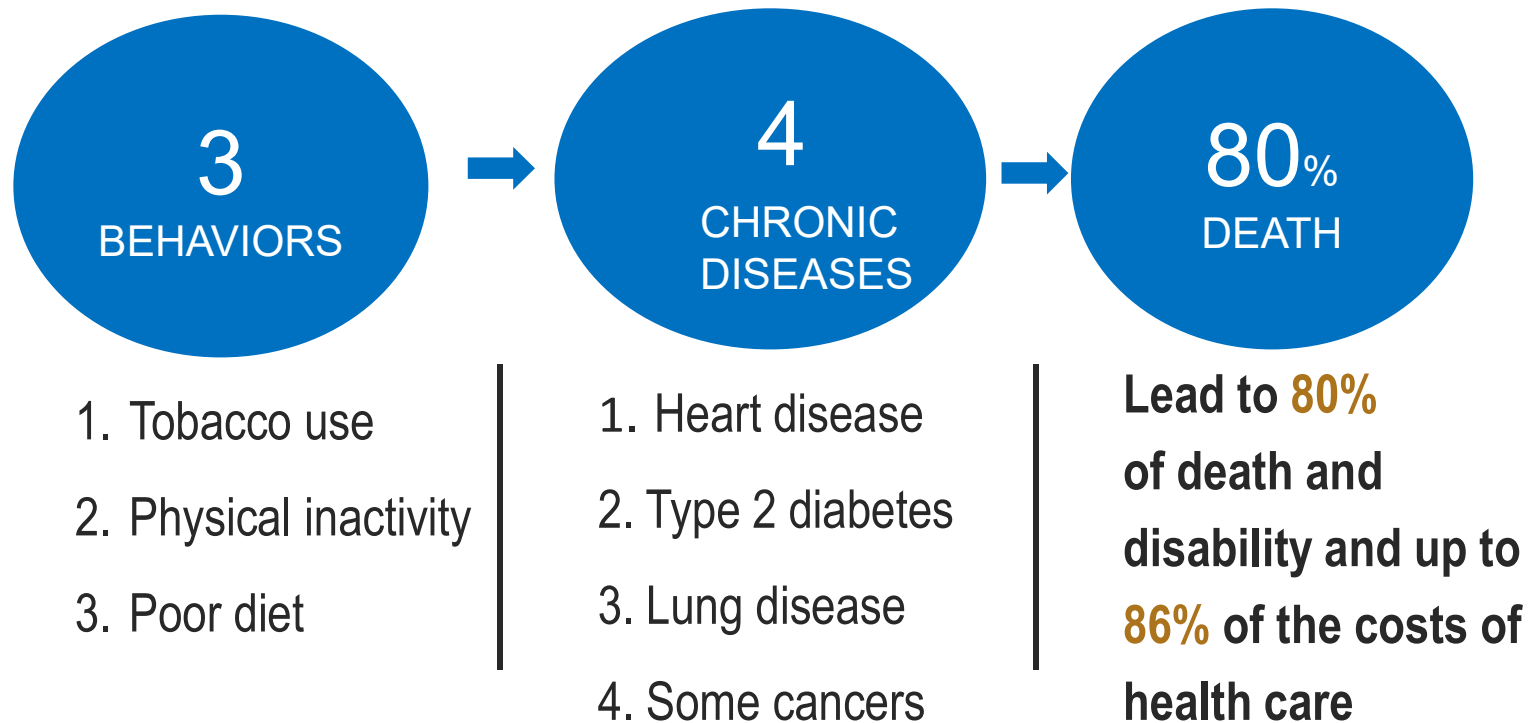 3
BEHAVIORS
4
CHRONIC
DISEASES
80%
DEATH
1. Tobacco use
2. Physical inactivity
3. Poor diet
1. Heart disease
2. Type 2 diabetes
3. Lung disease
4. Some cancers
Lead to 80%
of death and
disability and up to
86% of the costs of
health care